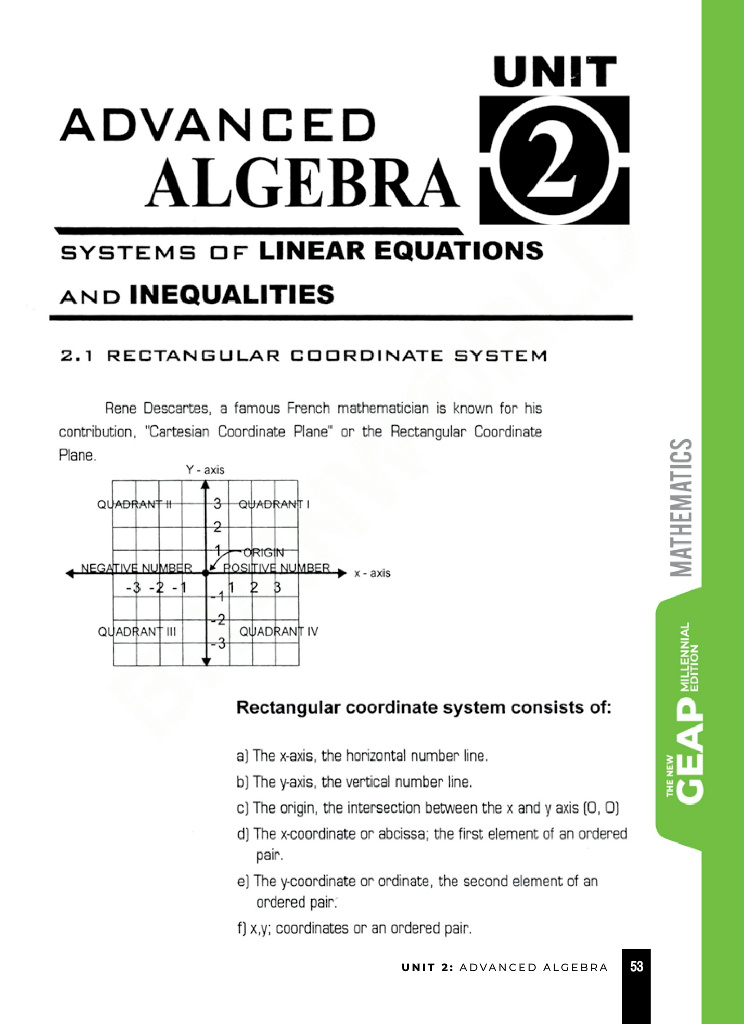 UNIT
2
ADVANCED
ALGEBRA
SYSTEMS OF LINEAR EQUATIONS
AND INEQUALITIES
2.1 RECTANGULAR COORDINATE SYSTEM
Rene Descartes, a famous French mathematician is known for his
contribution, "Cartesian Coordinate Plane" or the Rectangular Coordinate
Plane.
Y - axis
QUADRANT II
3
QUADRANT I
2
1
ORIGIN
NEGATIVE NUMBER
POSITIVE NUMBER
x - axis
-3 -2 -1
1 2 3
-1
-2
QUADRANT III
QUADRANT IV
-3
Rectangular coordinate system consists of:
a) The x-axis, the horizontal number line.
b) The y-axis, the vertical number line.
c) The origin, the intersection between the x and y axis (0, 0)
d) The x-coordinate or abcissa; the first element of an ordered
pair.
e) The y-coordinate or ordinate, the second element of an
ordered pair.
f) x,y; coordinates or an ordered pair.
MATHEMATICS
THE NEW
GEAP
MILLENNIAL
EDITION
UNIT 2: ADVANCED ALGEBRA
53